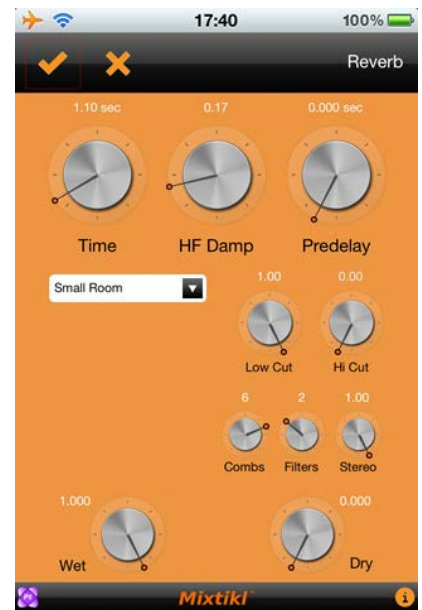 17:40 100%
Reverb
1.10 sec 0.17 0.000 sec
Time HF Damp Predelay
Small Room
1.00 0.00
Low Cut Hi Cut
6 2 1.00
Combs Filters Stereo
1.000 0.000
Wet Dry
Mixtikl™